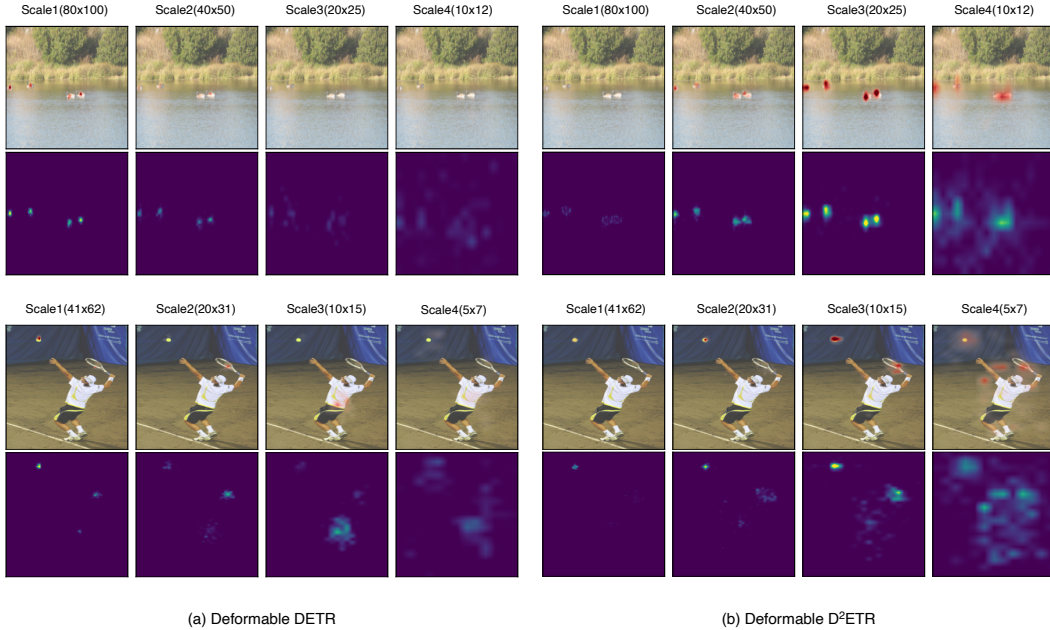 Scale1(80x100) Scale2(40x50) Scale3(20x25) Scale4(10x12) Scale1(80x100) Scale2(40x50) Scale3(20x25) Scale4(10x12)
Scale1(41x62) Scale2(20x31) Scale3(10x15) Scale4(5x7) Scale1(41x62) Scale2(20x31) Scale3(10x15) Scale4(5x7)
(a) Deformable DETR (b) Deformable D²ETR